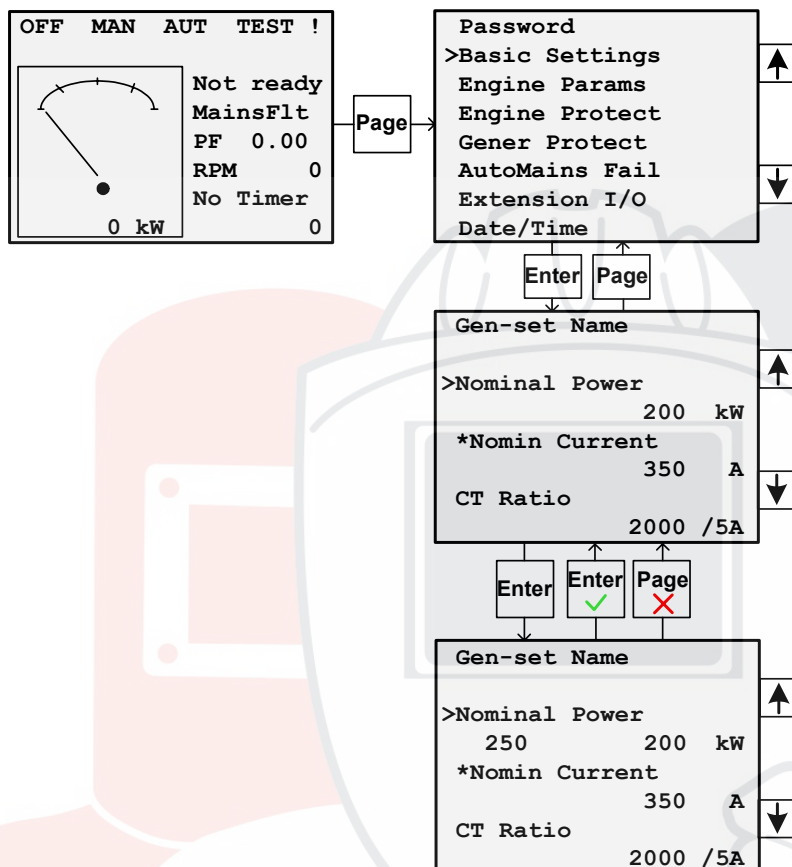 OFF MAN AUT TEST !
Not ready
MainsFlt
PF 0.00
RPM 0
No Timer
0 kW 0
Page
Password
>Basic Settings
Engine Params
Engine Protect
Gener Protect
AutoMains Fail
Extension I/O
Date/Time
Enter Page
Gen-set Name
>Nominal Power
200 kW
*Nomin Current
350 A
CT Ratio
2000 /5A
Enter Enter Page
Gen-set Name
>Nominal Power
250 200 kW
*Nomin Current
350 A
CT Ratio
2000 /5A